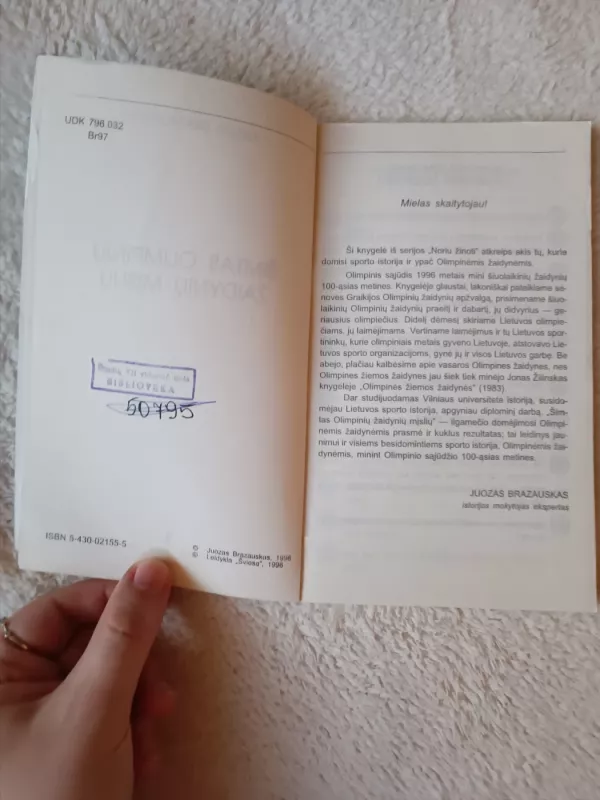 UDK 796.032
Br97
BIBLIOTEKA
50795
ISBN 5-430-02155-5
© Juozas Brazauskas, 1996
© Leidykla „Šviesa", 1996
Mielas skaitytojau!
Ši knygelė iš serijos „Noriu žinoti" atkreips akis tų, kurie
domisi sporto istorija ir ypač Olimpinėmis žaidynėmis.
Olimpinis sąjūdis 1996 metais mini šiuolaikinių žaidynių
100-ąsias metines. Knygelėje glaustai, lakoniškai pateikiame se-
novės Graikijos Olimpinių žaidynių apžvalgą, prisimename šiuo-
laikinių Olimpinių žaidynių praeitį ir dabartį, jų didvyrius — ge-
riausius olimpiečius. Didelį dėmesį skiriame Lietuvos olimpie-
čiams, jų laimėjimams. Vertiname laimėjimus ir tų Lietuvos spor-
tininkų, kurie olimpiniais metais gyveno Lietuvoje, atstovavo Lie-
tuvos sporto organizacijoms, gynė jų ir visos Lietuvos garbę. Be
abejo, plačiau kalbėsime apie vasaros Olimpines žaidynes, nes
Olimpines žiemos žaidynes jau šiek tiek minėjo Jonas Žilinskas
knygelėje „Olimpinės žiemos žaidynės" (1983).
Dar studijuodamas Vilniaus universitete istoriją, susido-
mėjau Lietuvos sporto istorija, apgyniau diplominį darbą. „Šim-
tas Olimpinių žaidynių mįslių" — ilgamečio domėjimosi Olimpi-
nėmis žaidynėmis prasmė ir kuklus rezultatas; tai leidinys jau-
nimui ir visiems besidomintiems sporto istorija, Olimpinėmis žai-
dynėmis, minint Olimpinio sąjūdžio 100-ąsias metines.
JUOZAS BRAZAUSKAS
istorijos mokytojas ekspertas